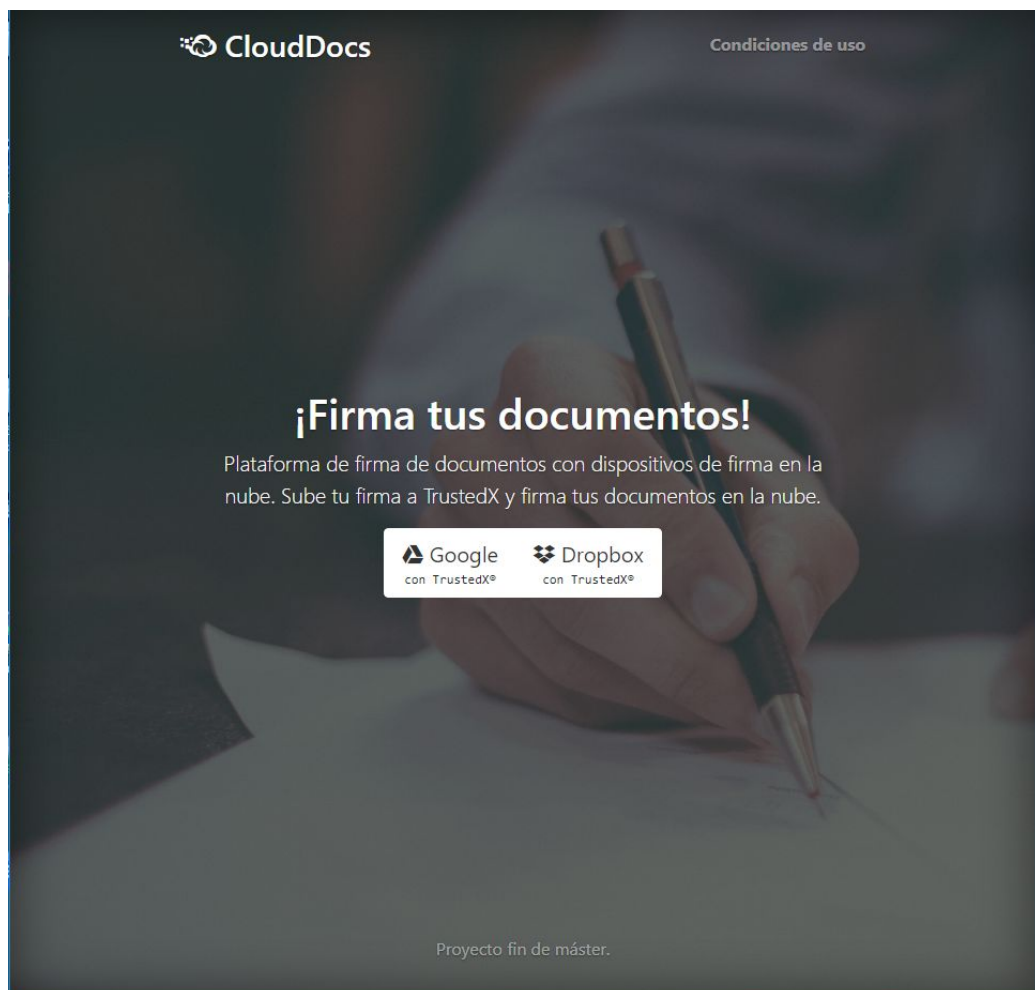 CloudDocs
Condiciones de uso
¡Firma tus documentos!
Plataforma de firma de documentos con dispositivos de firma en la
nube. Sube tu firma a TrustedX y firma tus documentos en la nube.
Google Dropbox
con TrustedX® con TrustedX®
Proyecto fin de máster.